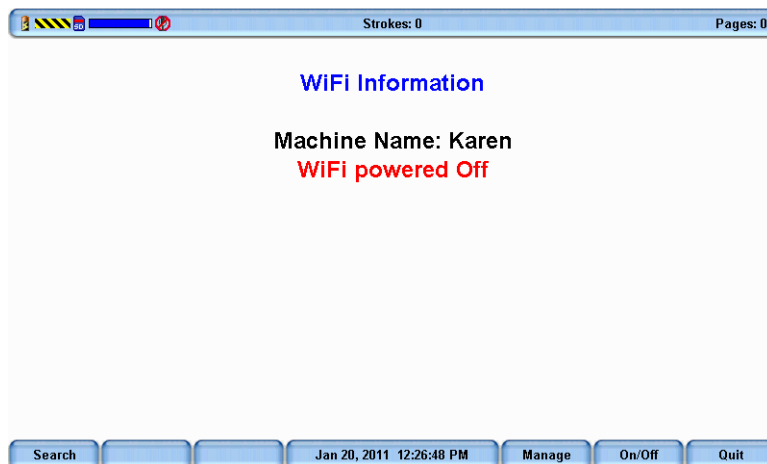 SD Strokes: 0 Pages: 0
WiFi Information
Machine Name: Karen
WiFi powered Off
Search Jan 20, 2011 12:26:48 PM Manage On/Off Quit